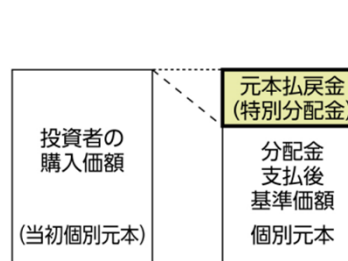 投資者の
購入価額
(当初個別元本)
元本払戻金
(特別分配金)
分配金
支払後
基準価額
個別元本